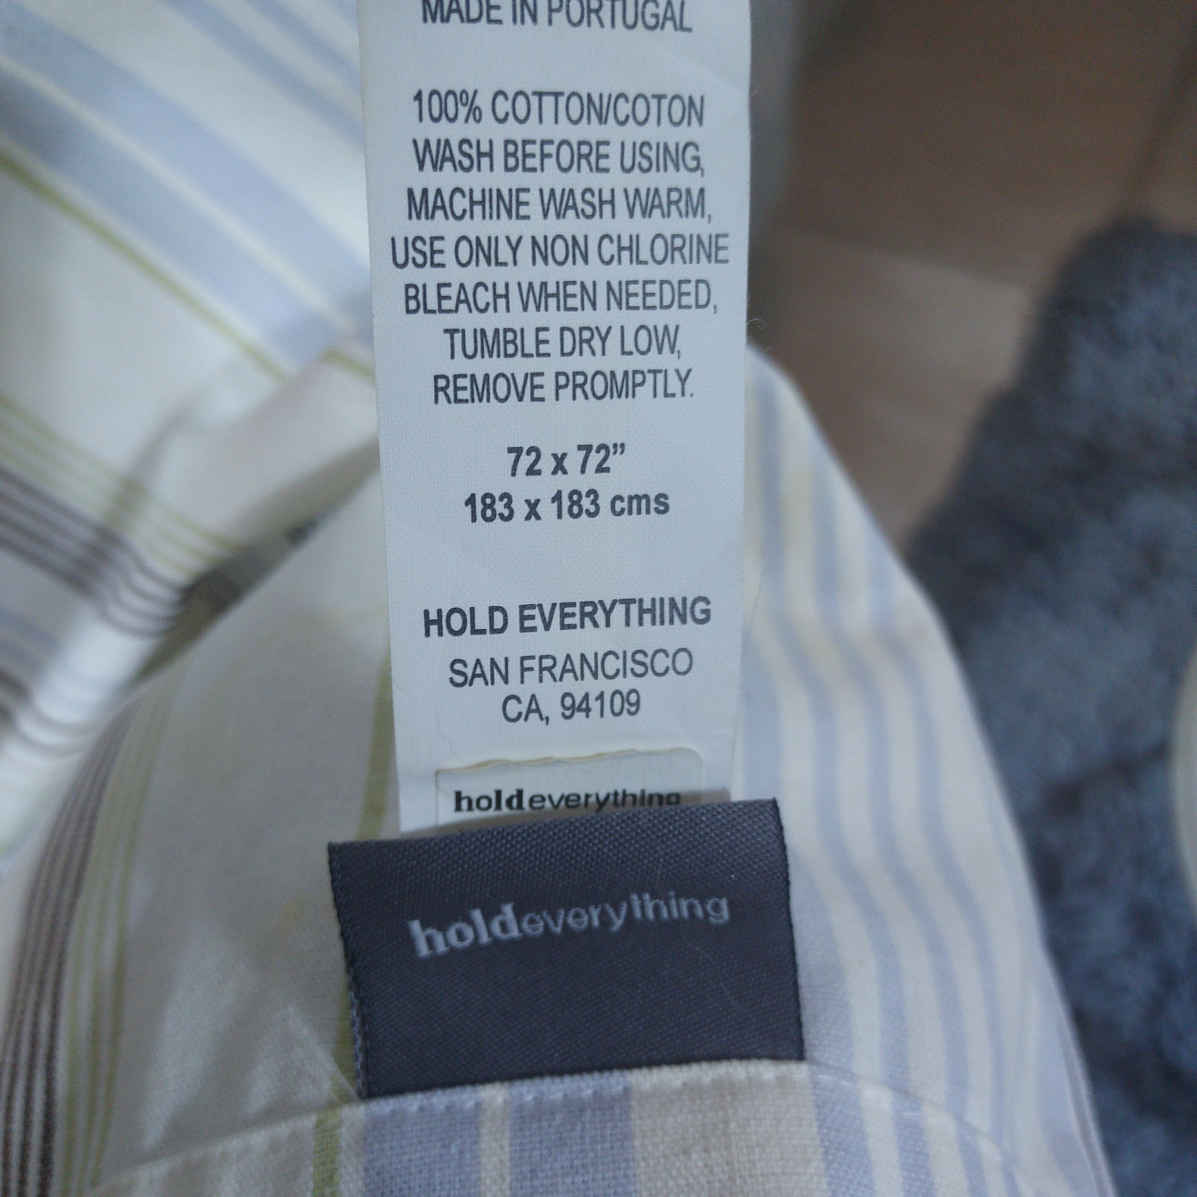 MADE IN PORTUGAL
100% COTTON/COTON
WASH BEFORE USING,
MACHINE WASH WARM,
USE ONLY NON CHLORINE
BLEACH WHEN NEEDED,
TUMBLE DRY LOW,
REMOVE PROMPTLY.
72 x 72”
183 x 183 cms
HOLD EVERYTHING
SAN FRANCISCO
CA, 94109
holdeverything
holdeverything